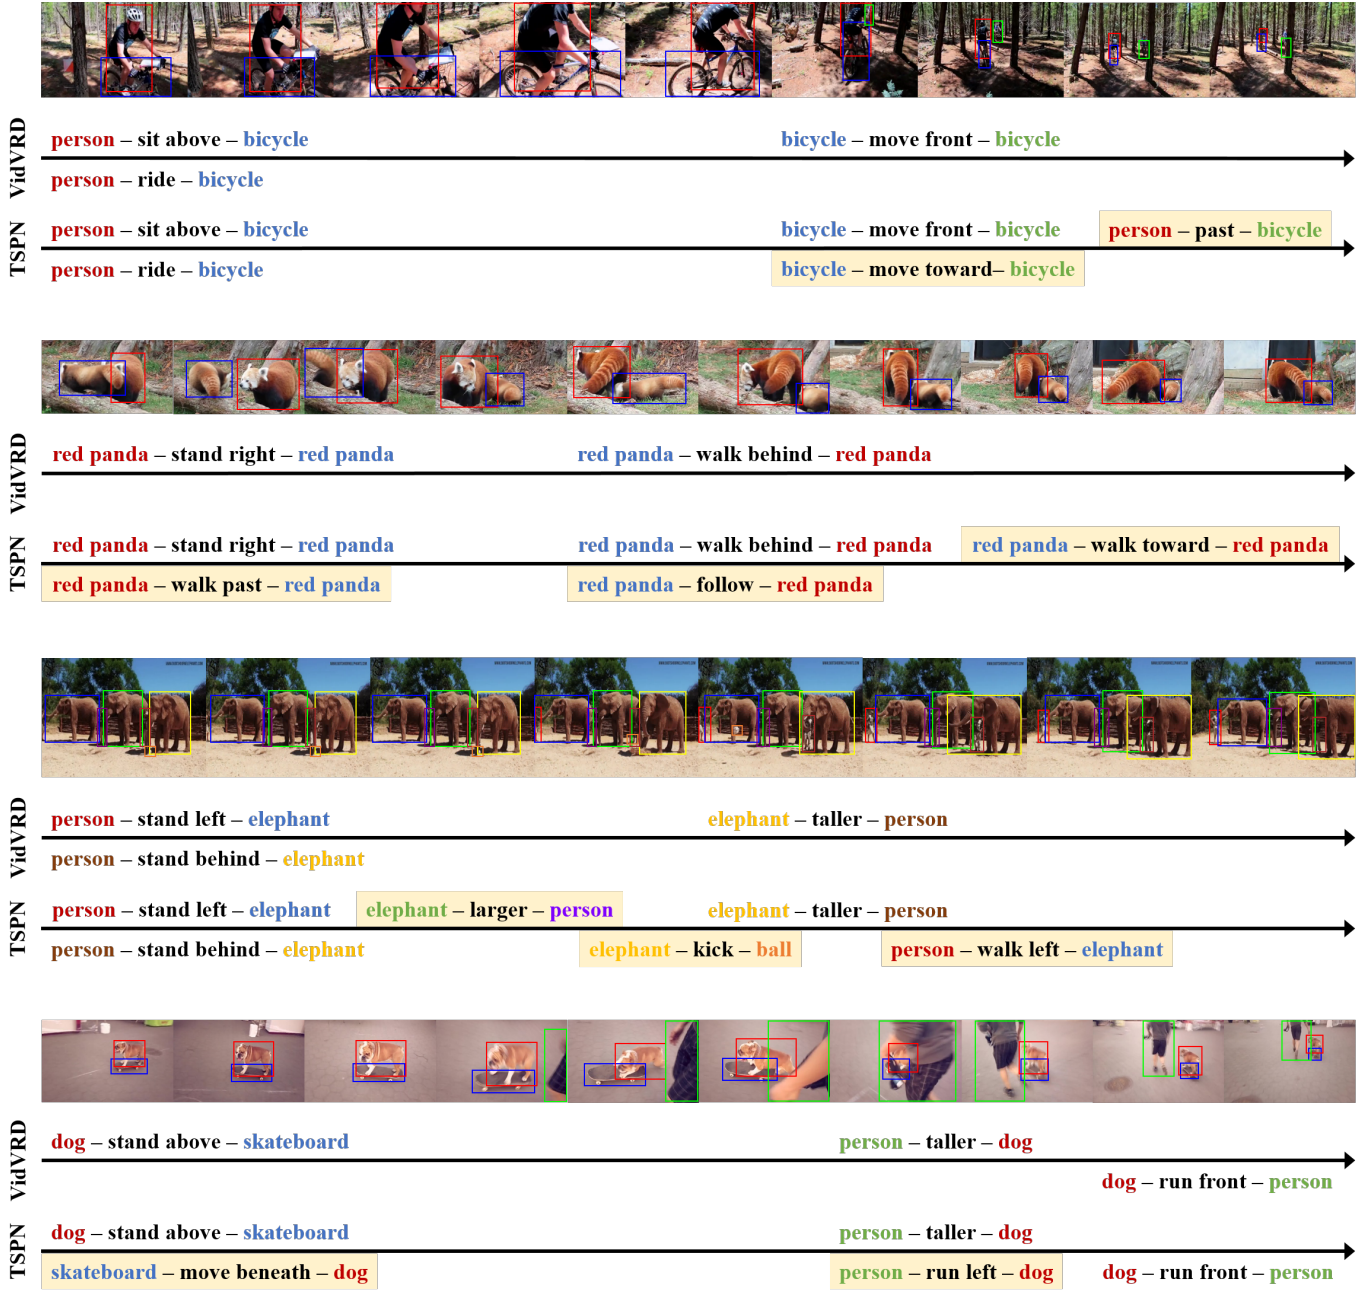 VidVRD
person – sit above – bicycle
bicycle – move front – bicycle
person – ride – bicycle
TSPN
person – sit above – bicycle
bicycle – move front – bicycle
person – past – bicycle
person – ride – bicycle
bicycle – move toward– bicycle
VidVRD
red panda – stand right – red panda
red panda – walk behind – red panda
TSPN
red panda – stand right – red panda
red panda – walk behind – red panda
red panda – walk toward – red panda
red panda – walk past – red panda
red panda – follow – red panda
VidVRD
person – stand left – elephant
elephant – taller – person
person – stand behind – elephant
TSPN
person – stand left – elephant
elephant – larger – person
elephant – taller – person
person – stand behind – elephant
elephant – kick – ball
person – walk left – elephant
VidVRD
dog – stand above – skateboard
person – taller – dog
dog – run front – person
TSPN
dog – stand above – skateboard
person – taller – dog
skateboard – move beneath – dog
person – run left – dog
dog – run front – person